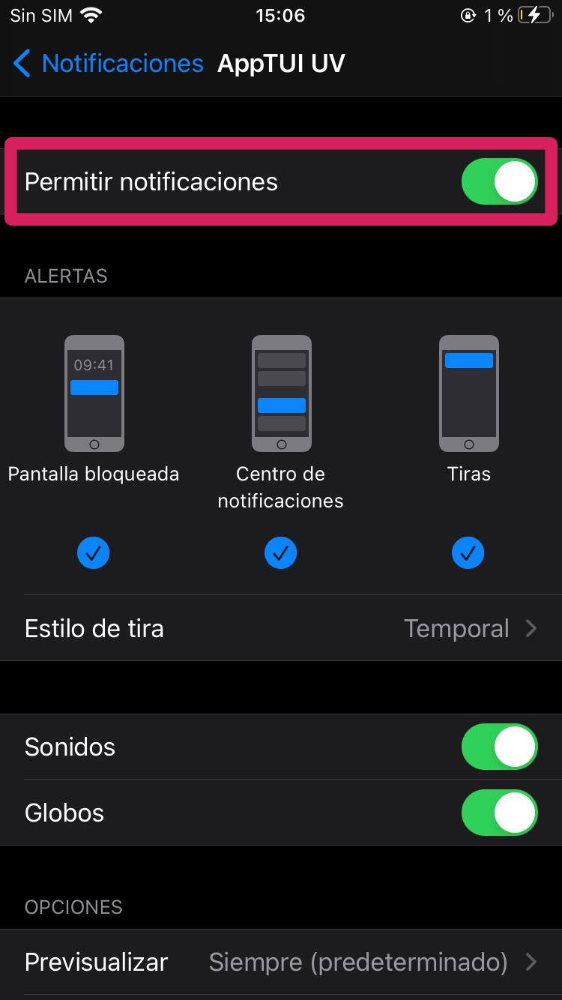 Sin SIM 15:06 1 %
Notificaciones AppTUI UV
Permitir notificaciones
ALERTAS
09:41
Pantalla bloqueada
Centro de
notificaciones
Tiras
Estilo de tira Temporal
Sonidos
Globos
OPCIONES
Previsualizar Siempre (predeterminado)